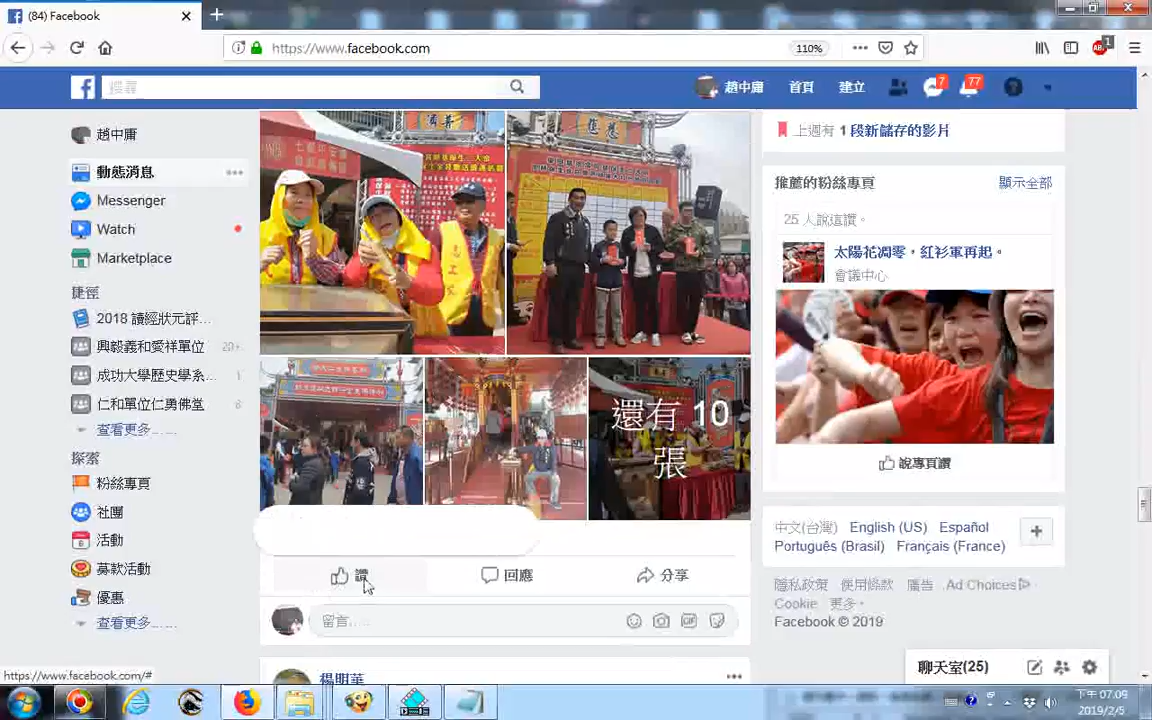 (84) Facebook
https://www.facebook.com
110%
1
搜尋
趙中庸
首頁
建立
7
77
趙中庸
動態消息
Messenger
Watch
Marketplace
捷徑
2018 讀經狀元評...
興毅義和愛祥單位
20+
成功大學歷史學系...
1
仁和單位仁勇佛堂
6
查看更多......
探索
粉絲專頁
社團
活動
募款活動
優惠
查看更多......
還有 10
張
讚
回應
分享
留言......
楊明華
上週有 1 段新儲存的影片
推薦的粉絲專頁
顯示全部
25 人說這讚。
太陽花凋零，紅衫軍再起。
會議中心
說專頁讚
中文(台灣)
English (US)
Español
Português (Brasil)
Français (France)
隱私政策
使用條款
廣告
Ad Choices
Cookie
更多
Facebook © 2019
聊天室(25)
https://www.facebook.com/#
下午 07:09
2019/2/5